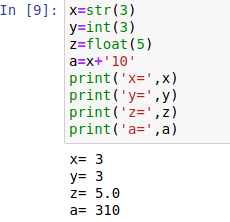 In [9]: x=str(3)
y=int(3)
z=float(5)
a=x+'10'
print('x=',x)
print('y=',y)
print('z=',z)
print('a=',a)
x= 3
y= 3
z= 5.0
a= 310